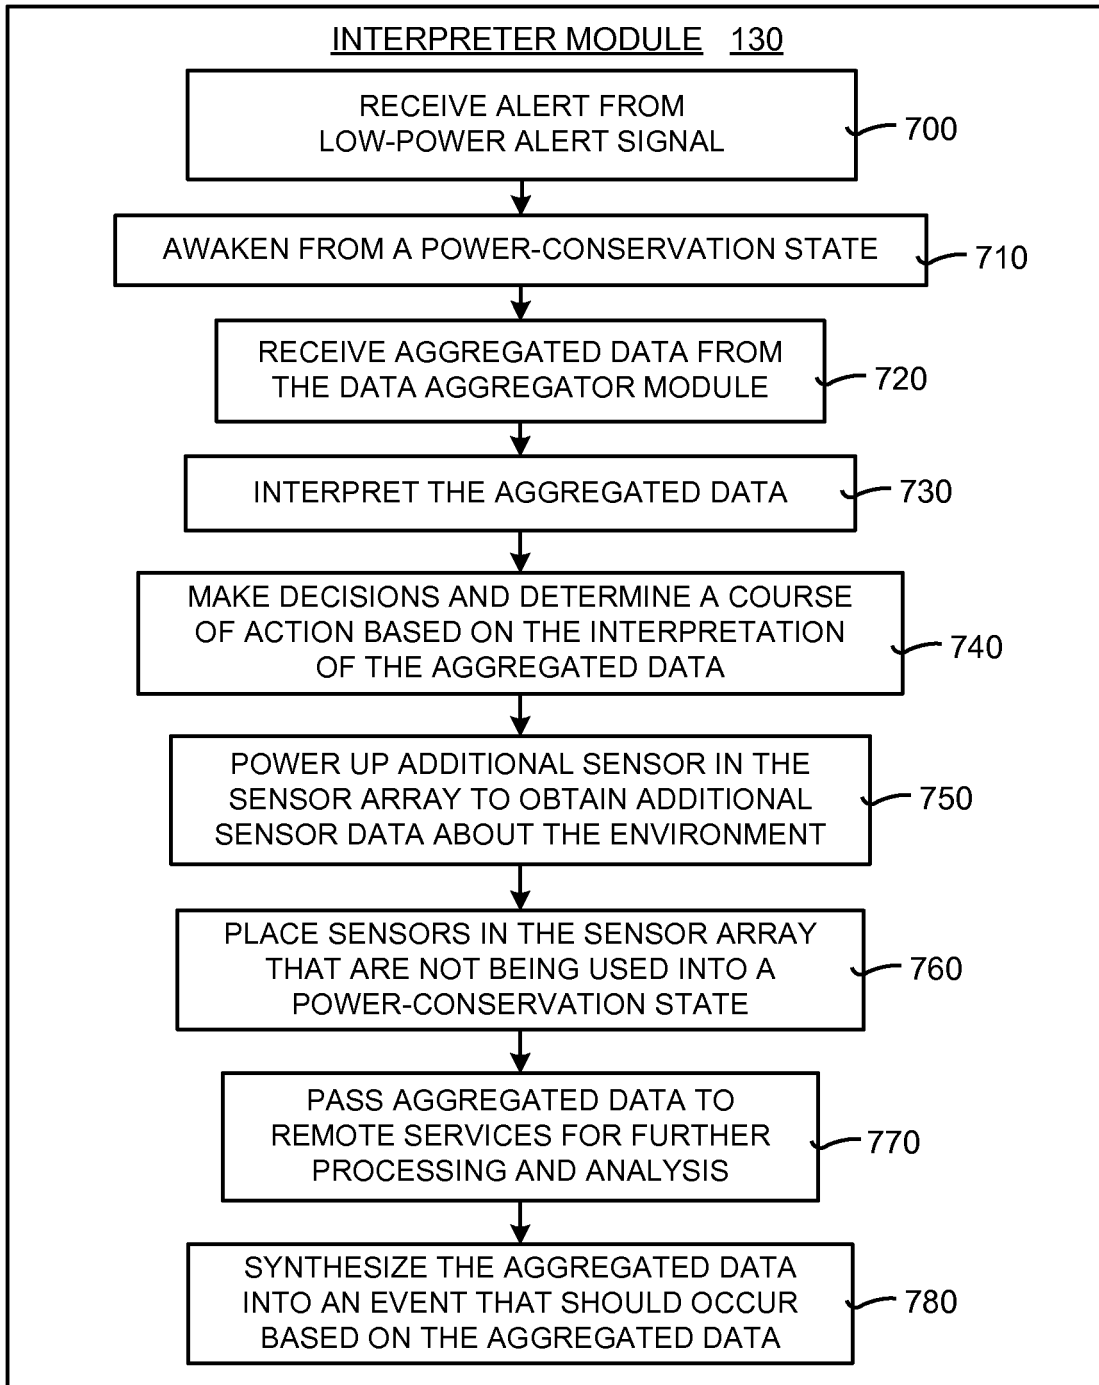 INTERPRETER MODULE 130
RECEIVE ALERT FROM
LOW-POWER ALERT SIGNAL
700
AWAKEN FROM A POWER-CONSERVATION STATE
710
RECEIVE AGGREGATED DATA FROM
THE DATA AGGREGATOR MODULE
720
INTERPRET THE AGGREGATED DATA
730
MAKE DECISIONS AND DETERMINE A COURSE
OF ACTION BASED ON THE INTERPRETATION
OF THE AGGREGATED DATA
740
POWER UP ADDITIONAL SENSOR IN THE
SENSOR ARRAY TO OBTAIN ADDITIONAL
SENSOR DATA ABOUT THE ENVIRONMENT
750
PLACE SENSORS IN THE SENSOR ARRAY
THAT ARE NOT BEING USED INTO A
POWER-CONSERVATION STATE
760
PASS AGGREGATED DATA TO
REMOTE SERVICES FOR FURTHER
PROCESSING AND ANALYSIS
770
SYNTHESIZE THE AGGREGATED DATA
INTO AN EVENT THAT SHOULD OCCUR
BASED ON THE AGGREGATED DATA
780